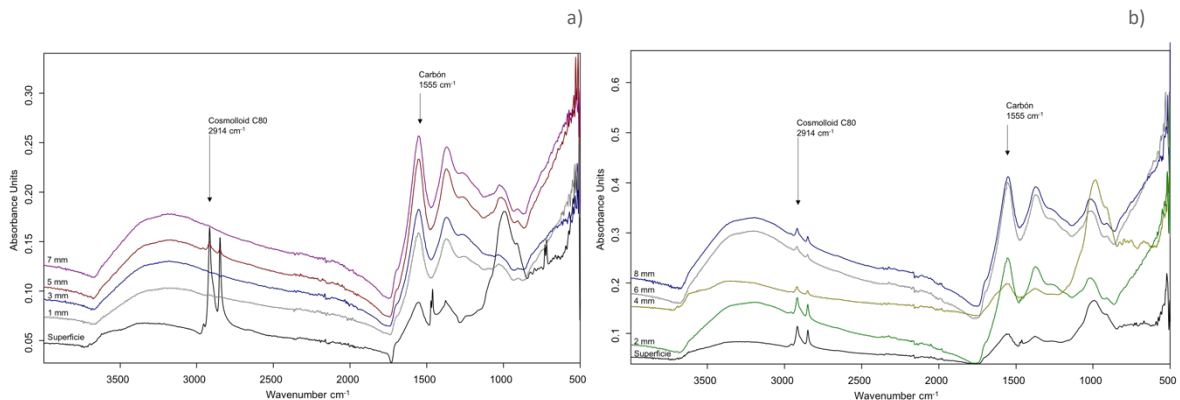 a)
Absorbance Units
0.30
0.25
0.20
0.15
0.10
0.05
Cosmolloid C80
2914 cm-1
Carbón
1555 cm-1
7 mm
5 mm
3 mm
1 mm
Superficie
3500 3000 2500 2000 1500 1000 500
Wavenumber cm-1
b)
Absorbance Units
0.6
0.5
0.4
0.3
0.2
0.1
Cosmolloid C80
2914 cm-1
Carbón
1555 cm-1
8 mm
6 mm
4 mm
2 mm
Superficie
3500 3000 2500 2000 1500 1000 500
Wavenumber cm-1